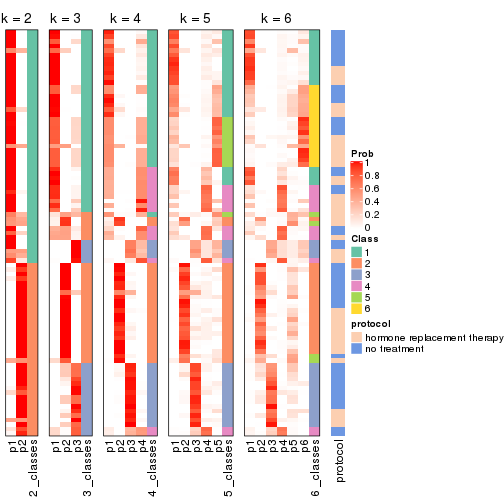 k = 2
k = 3
k = 4
k = 5
k = 6
p1
p2
2_classes
p1
p2
p3
3_classes
p1
p2
p3
p4
4_classes
p1
p2
p3
p4
p5
5_classes
p1
p2
p3
p4
p5
p6
6_classes
protocol
Prob
1
0.8
0.6
0.4
0.2
0
Class
1
2
3
4
5
6
protocol
hormone replacement therapy
no treatment